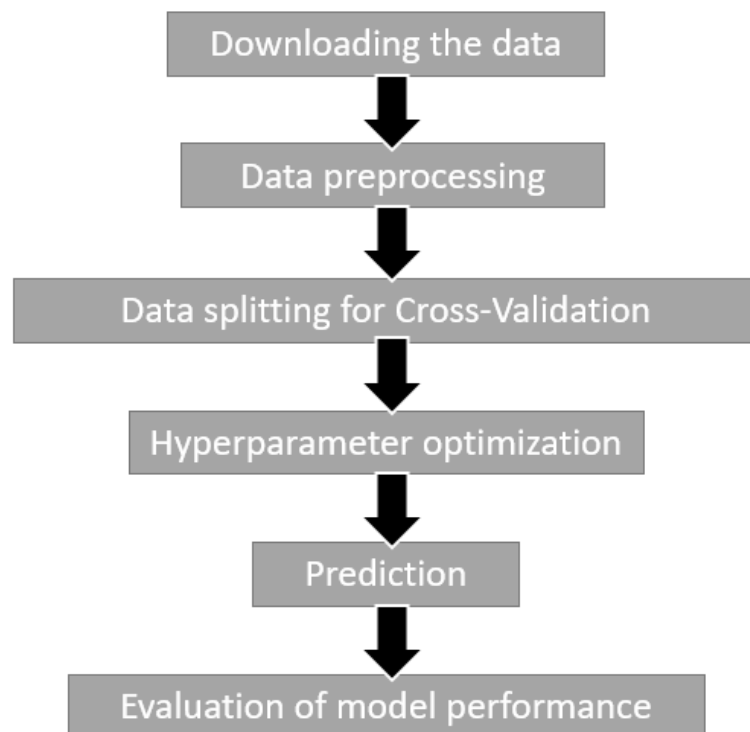 Downloading the data
Data preprocessing
Data splitting for Cross-Validation
Hyperparameter optimization
Prediction
Evaluation of model performance